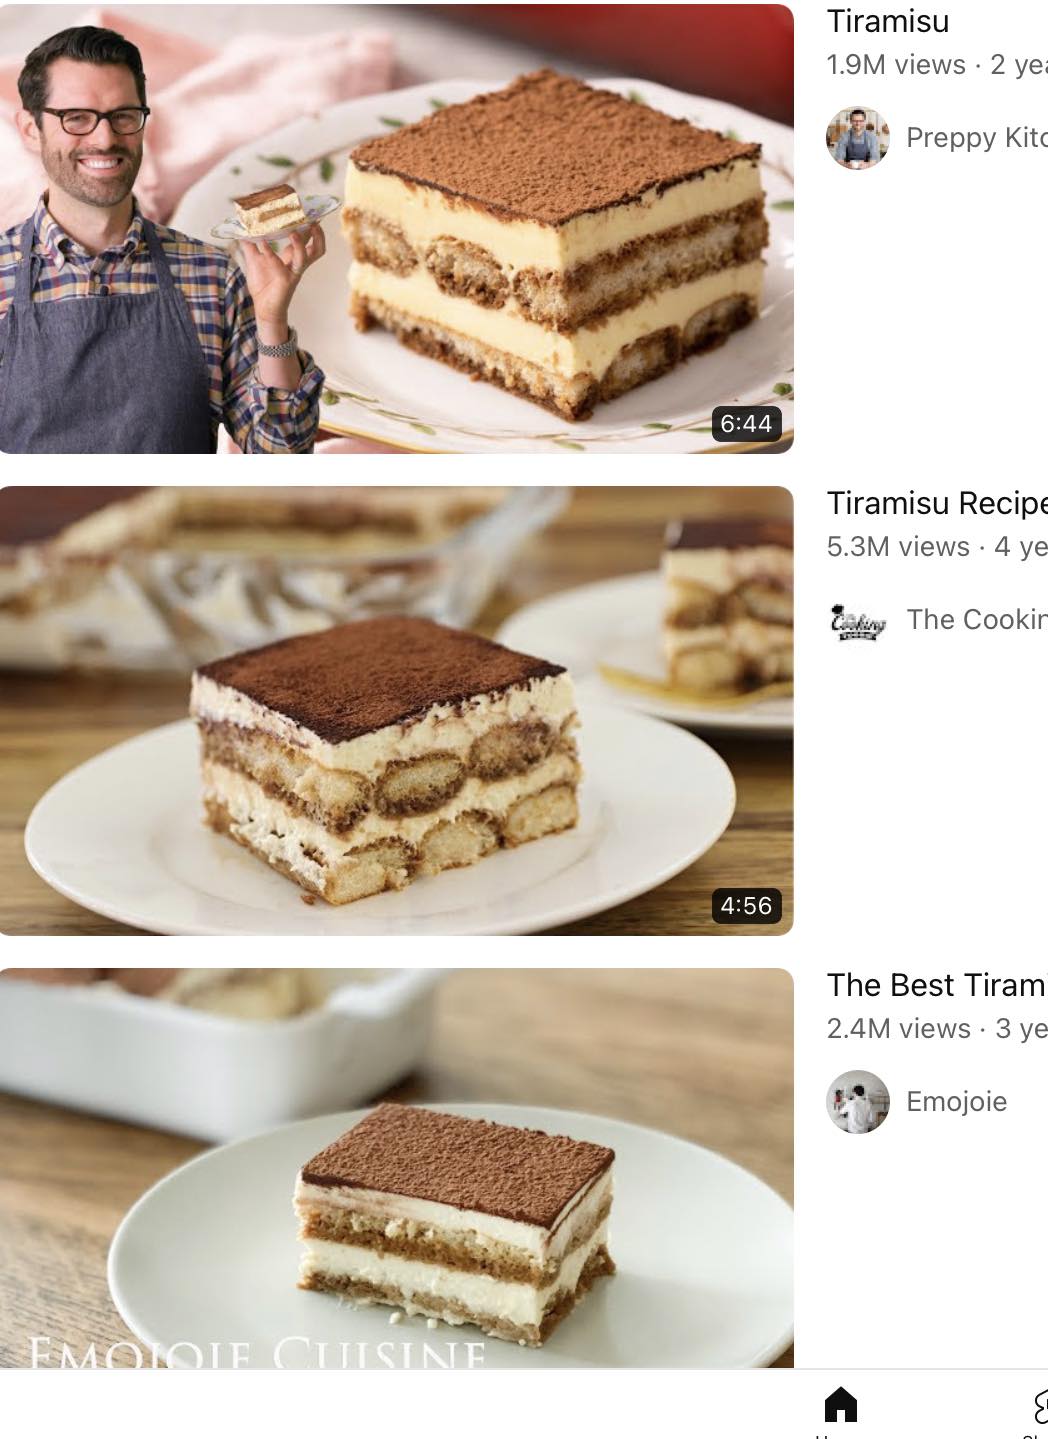 Tiramisu
1.9M views · 2 yea
Preppy Kitc
6:44
Tiramisu Recipe
5.3M views · 4 ye
Cooking
The Cookin
4:56
The Best Tirami
2.4M views · 3 ye
Emojoie
EMOJOIE CUISINE